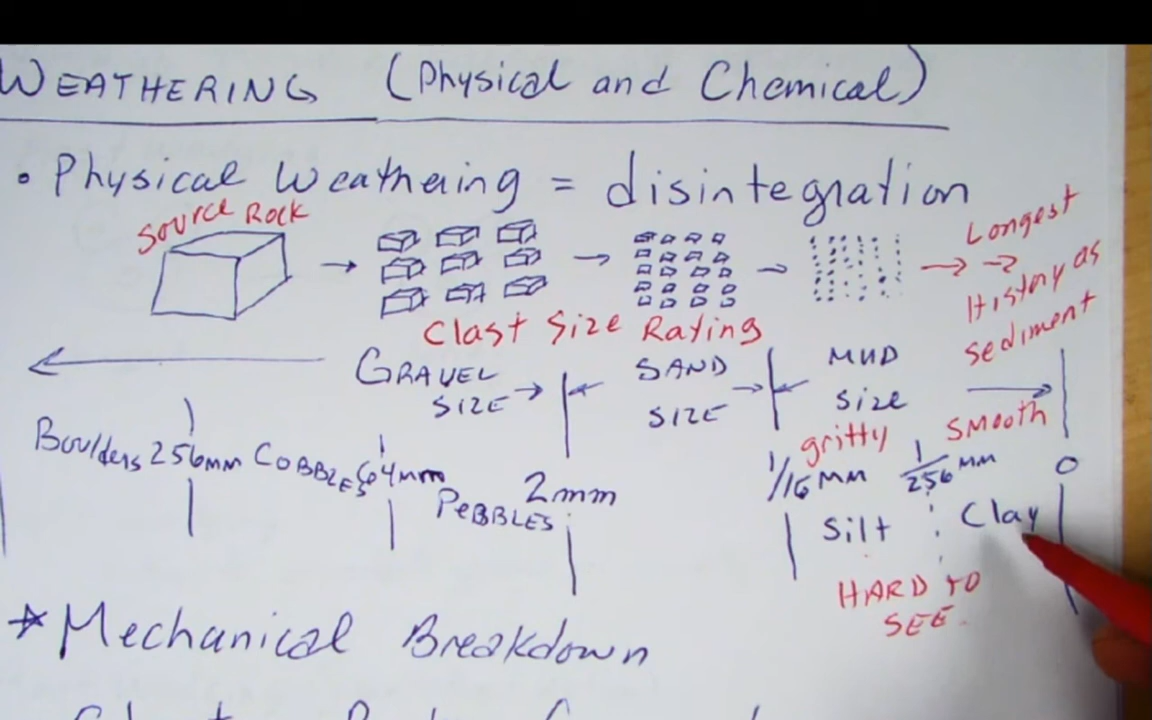 WEATHERING (Physical and Chemical)
• Physical Weathering = disintegration
Source Rock
Longest
History as
sediment
Clast Size Rating
GRAVEL SIZE
SAND SIZE
MUD size
gritty
smooth
Boulders 256mm COBBLES 64mm PEBBLES 2mm
1/16 MM
1/256 MM
0
Silt
Clay
HARD TO
SEE.
Mechanical Breakdown